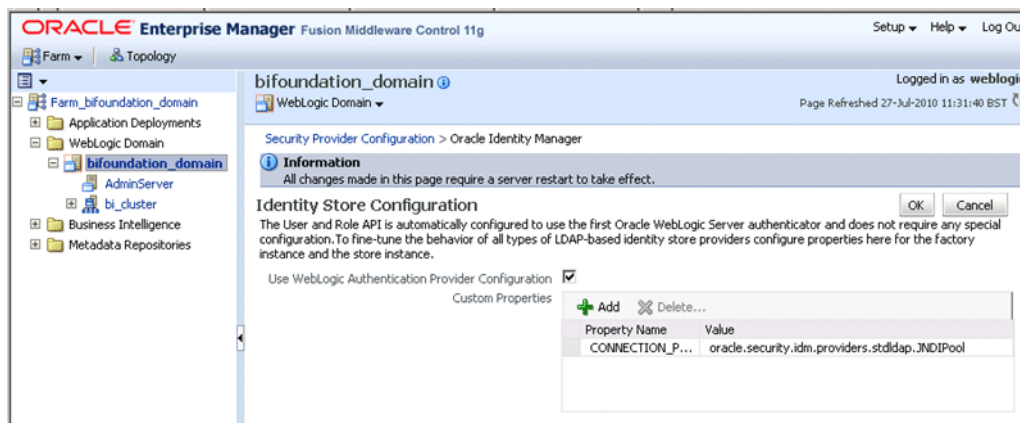 ORACLE Enterprise Manager Fusion Middleware Control 11g
Setup Help Log Ou
Farm Topology
Farm_bifoundation_domain
Application Deployments
WebLogic Domain
bifoundation_domain
AdminServer
bi_cluster
Business Intelligence
Metadata Repositories
bifoundation_domain
Logged in as weblogi
WebLogic Domain
Page Refreshed 27-Jul-2010 11:31:40 BST
Security Provider Configuration > Oracle Identity Manager
Information
All changes made in this page require a server restart to take effect.
Identity Store Configuration
OK Cancel
The User and Role API is automatically configured to use the first Oracle WebLogic Server authenticator and does not require any special
configuration.To fine-tune the behavior of all types of LDAP-based identity store providers configure properties here for the factory
instance and the store instance.
Use WebLogic Authentication Provider Configuration
Custom Properties
Add Delete...
Property Name Value
CONNECTION_P... oracle.security.idm.providers.stdldap.JNDIPool